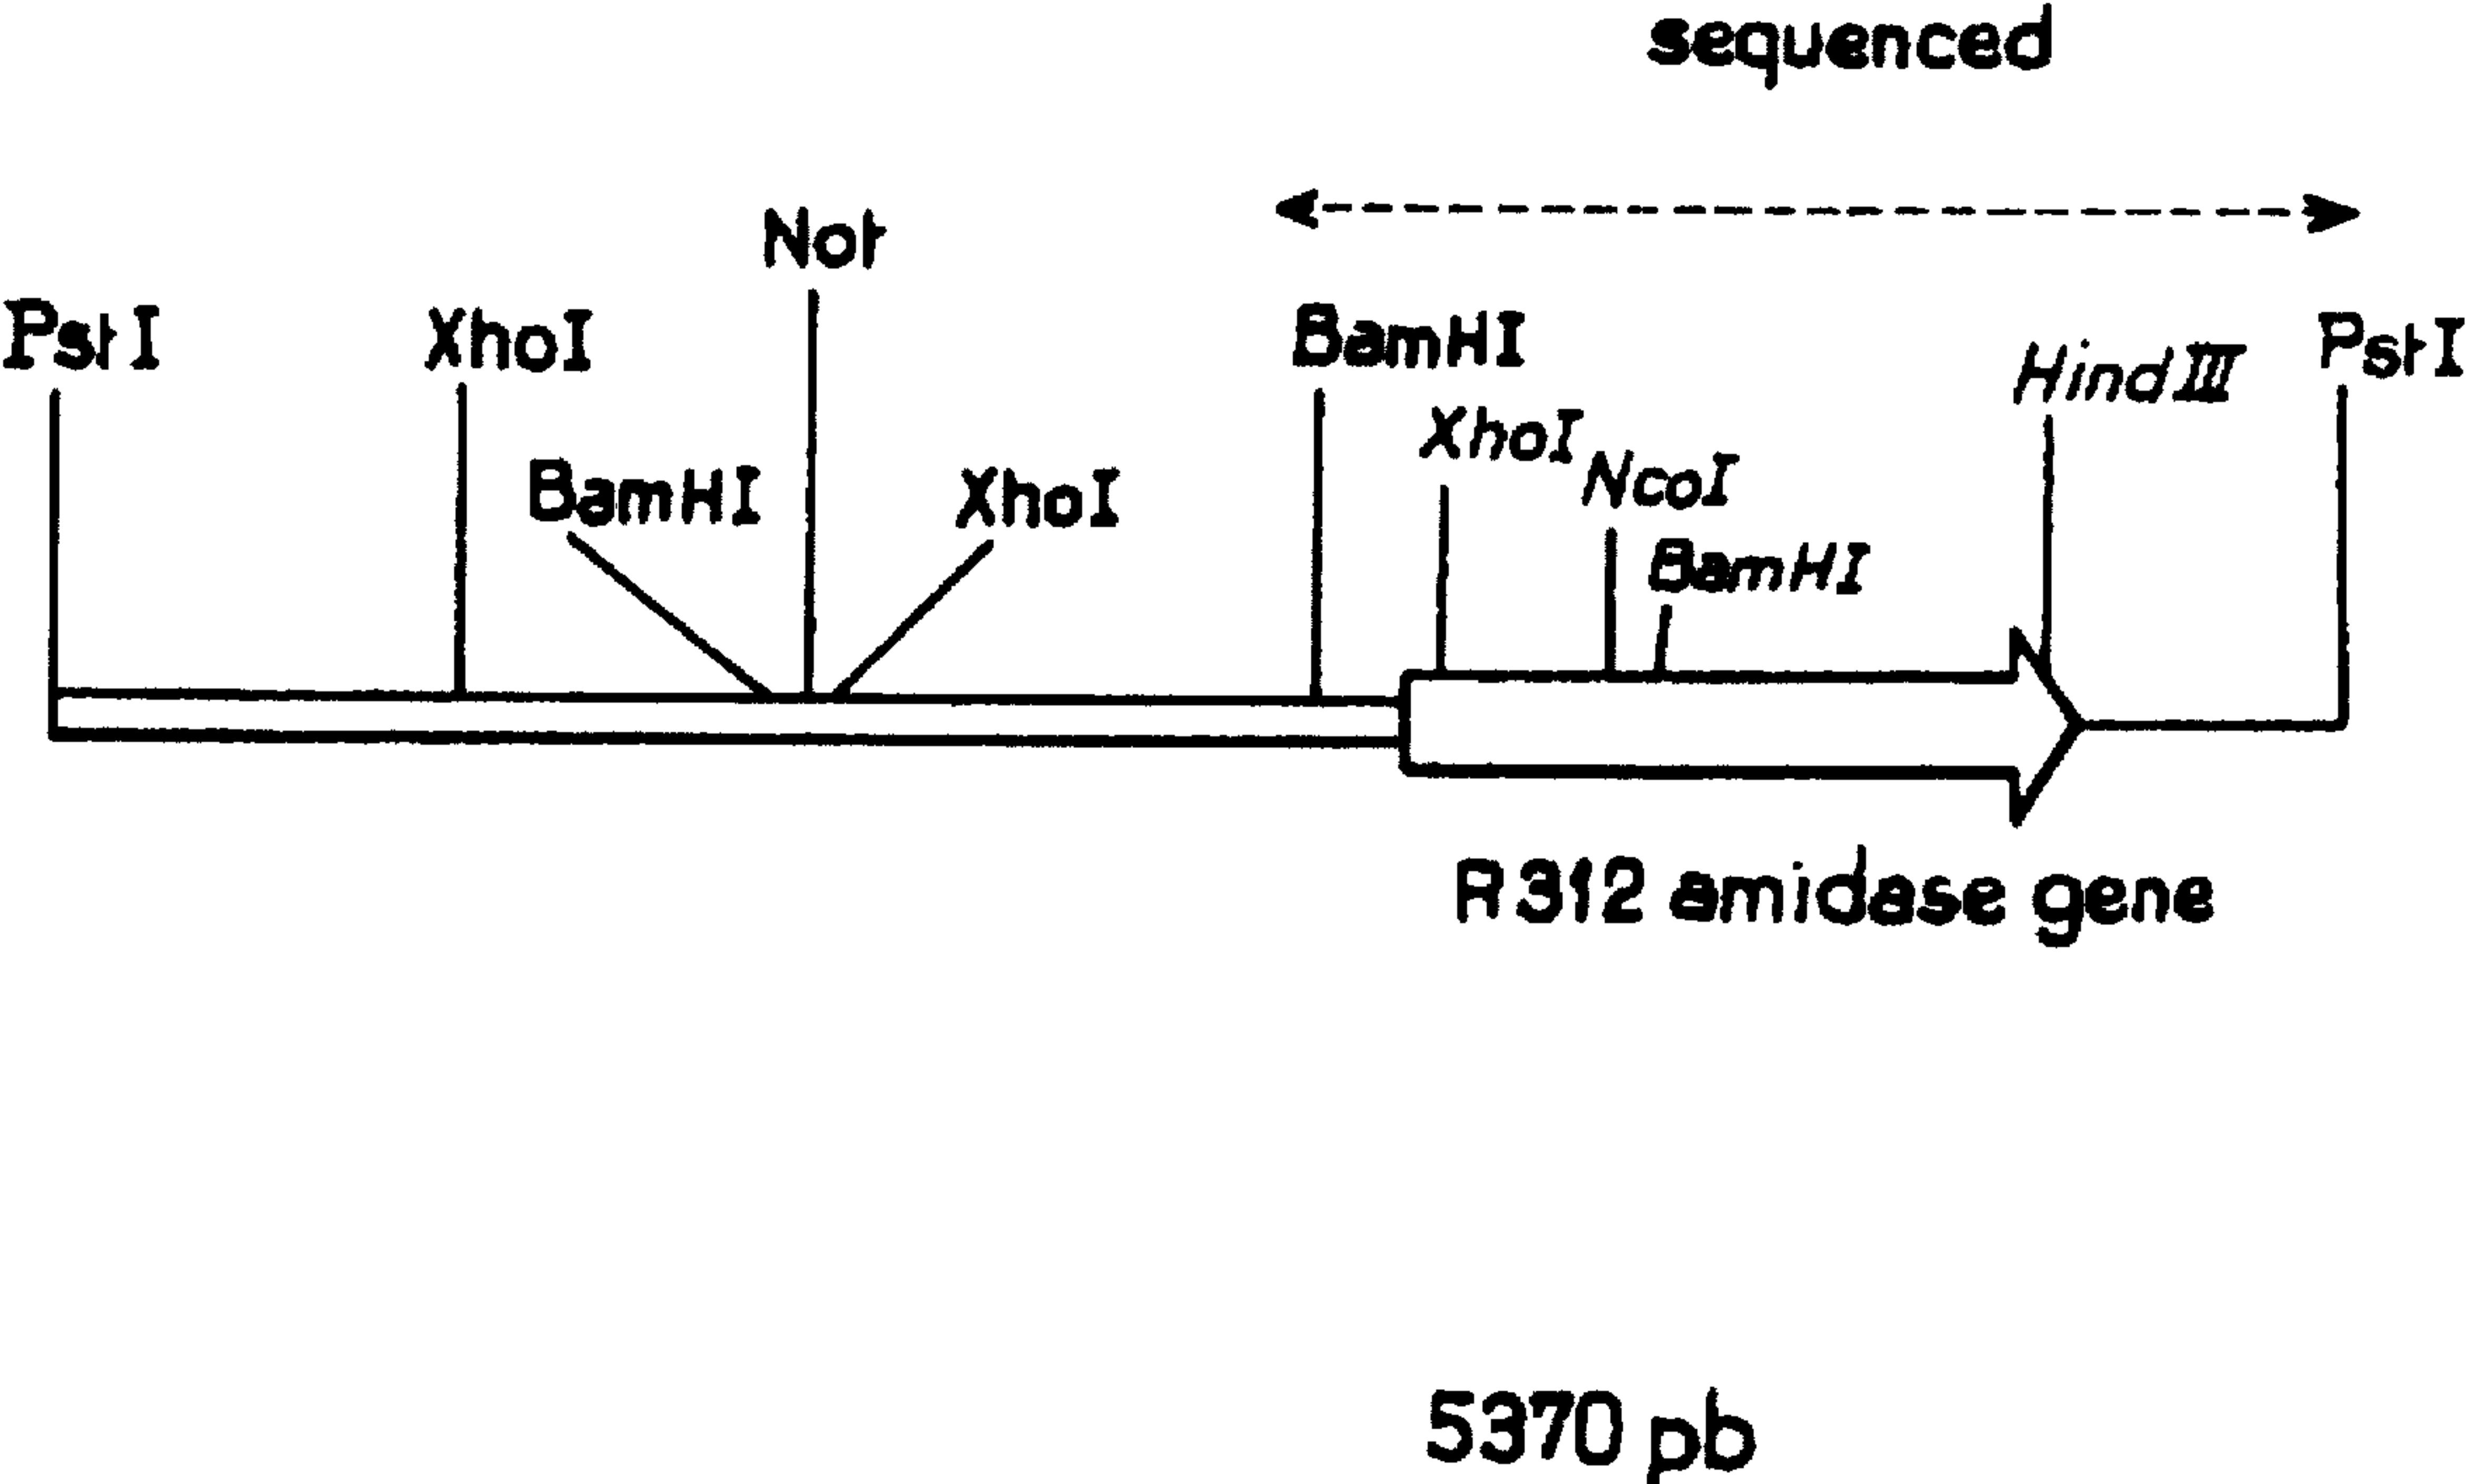 sequenced
Not
PstI
XhoI
BamHI
HindIII
PstI
XhoI
NcoI
BamHI
XhoI
BamHI
R312 amidase gene
5370 pb